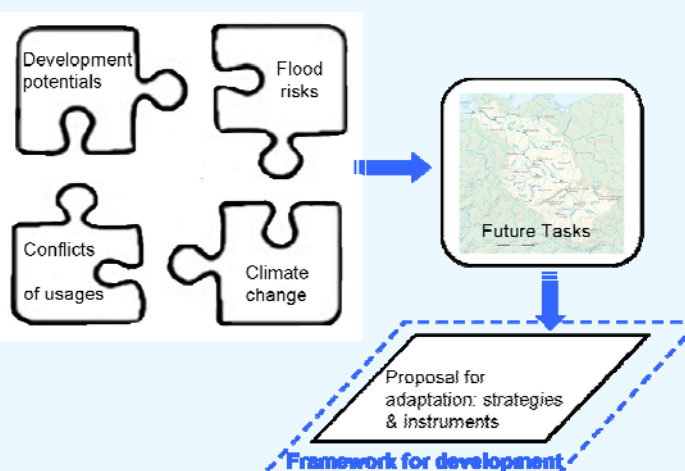 Development
potentials
Flood
risks
Conflicts
of usages
Climate
change
Future Tasks
Proposal for
adaptation: strategies
& instruments
Framework for development